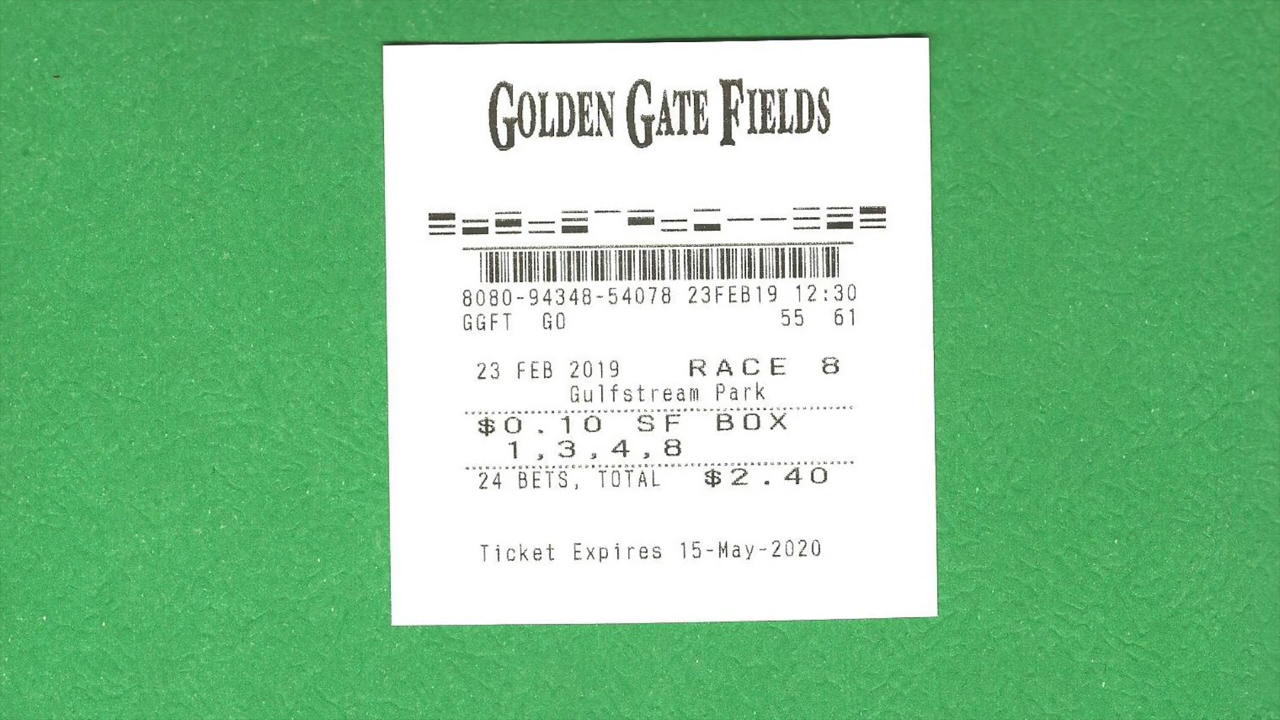 GOLDEN GATE FIELDS
8080-94348-54078 23FEB19 12:30
GGFT GO 55 61
23 FEB 2019 RACE 8
Gulfstream Park
$0.10 SF BOX
1,3,4,8
24 BETS, TOTAL $2.40
Ticket Expires 15-May-2020